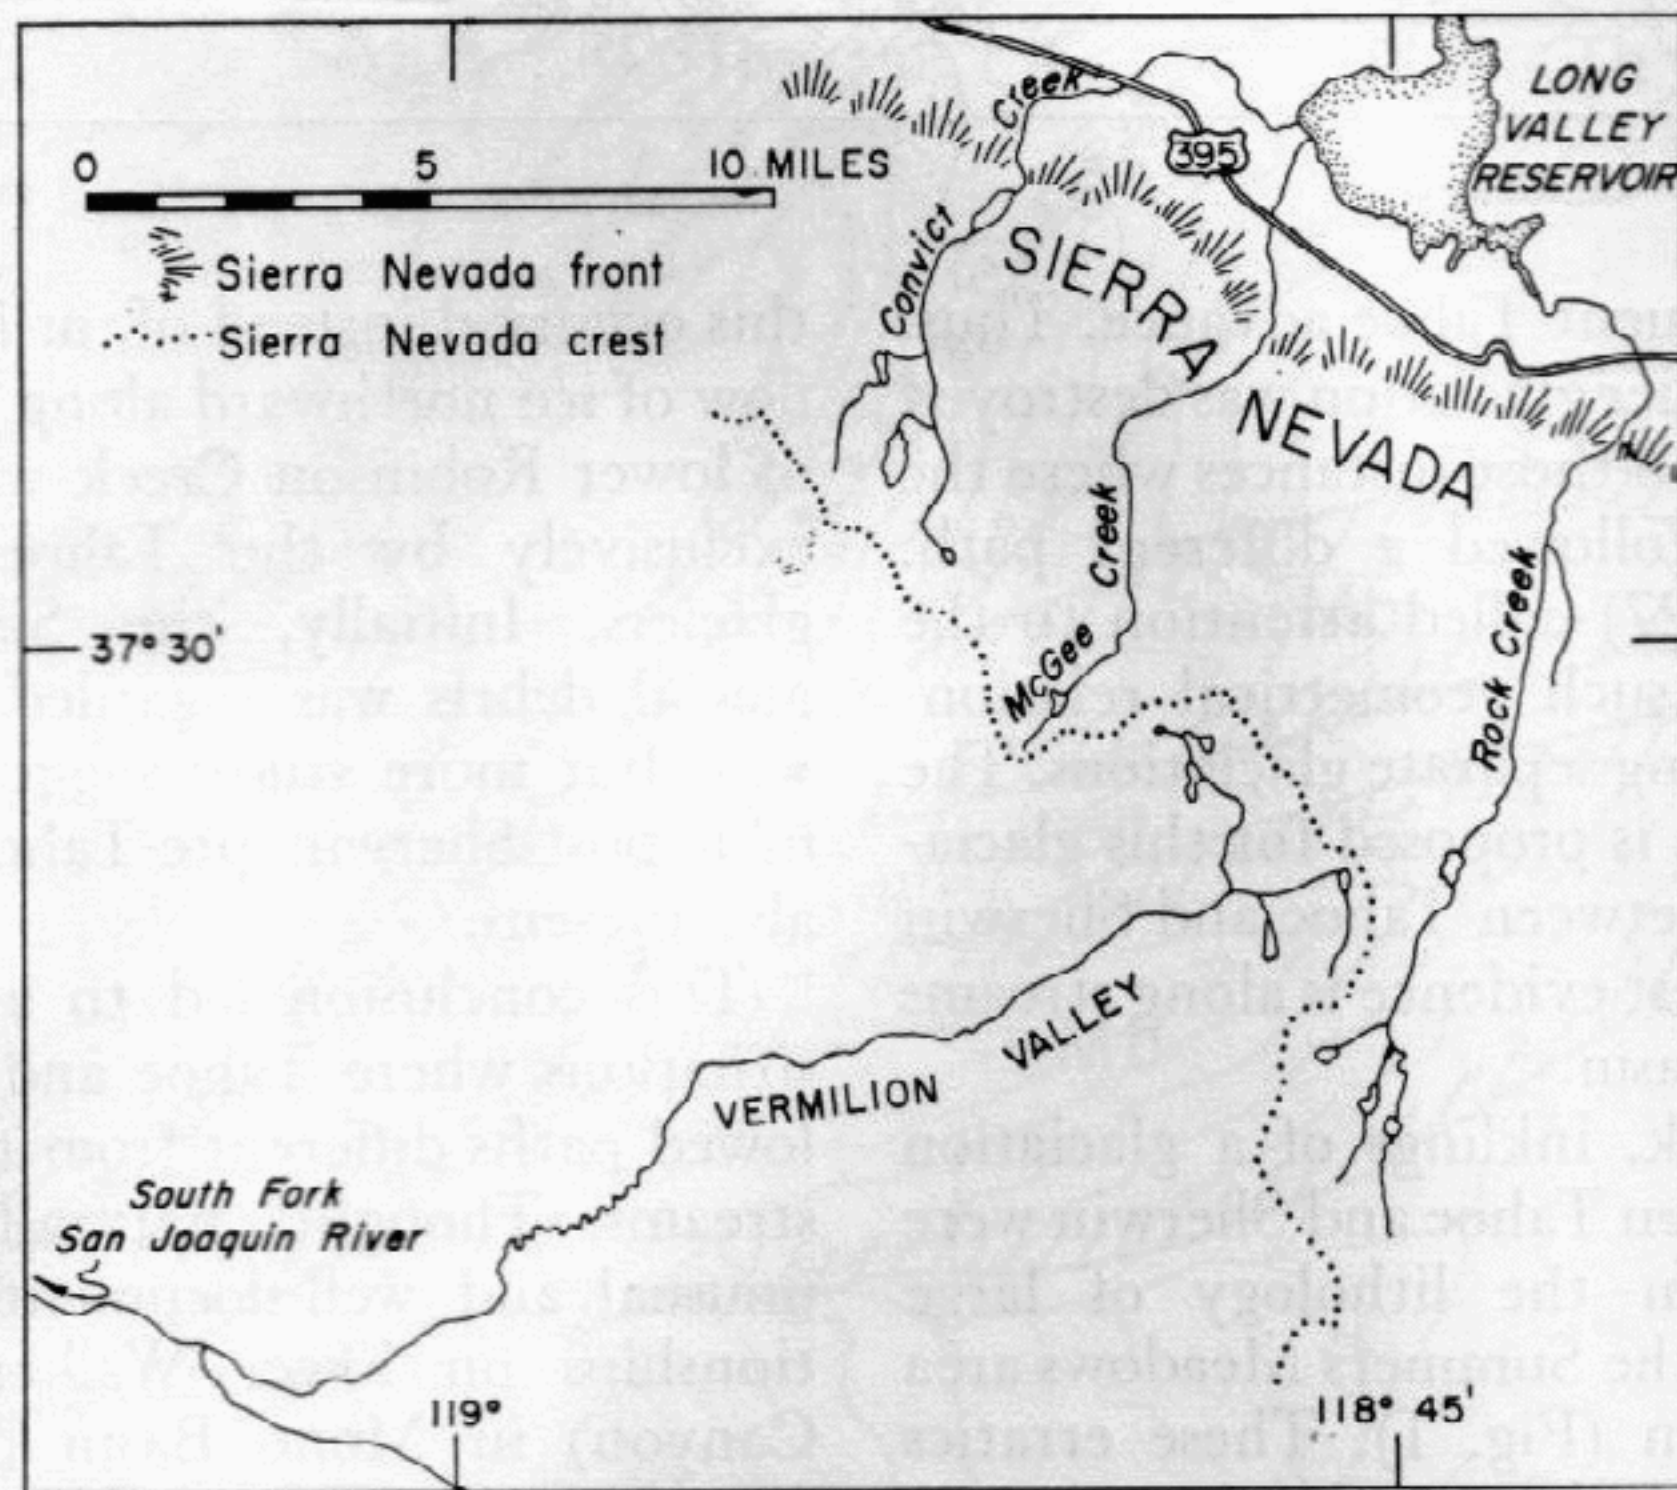 LONG
VALLEY
RESERVOIR
Creek
395
0 5 10 MILES
Sierra Nevada front
Sierra Nevada crest
Convict
SIERRA
NEVADA
Creek
McGee
Rock Creek
37° 30'
VERMILION VALLEY
South Fork
San Joaquin River
119°
118° 45'